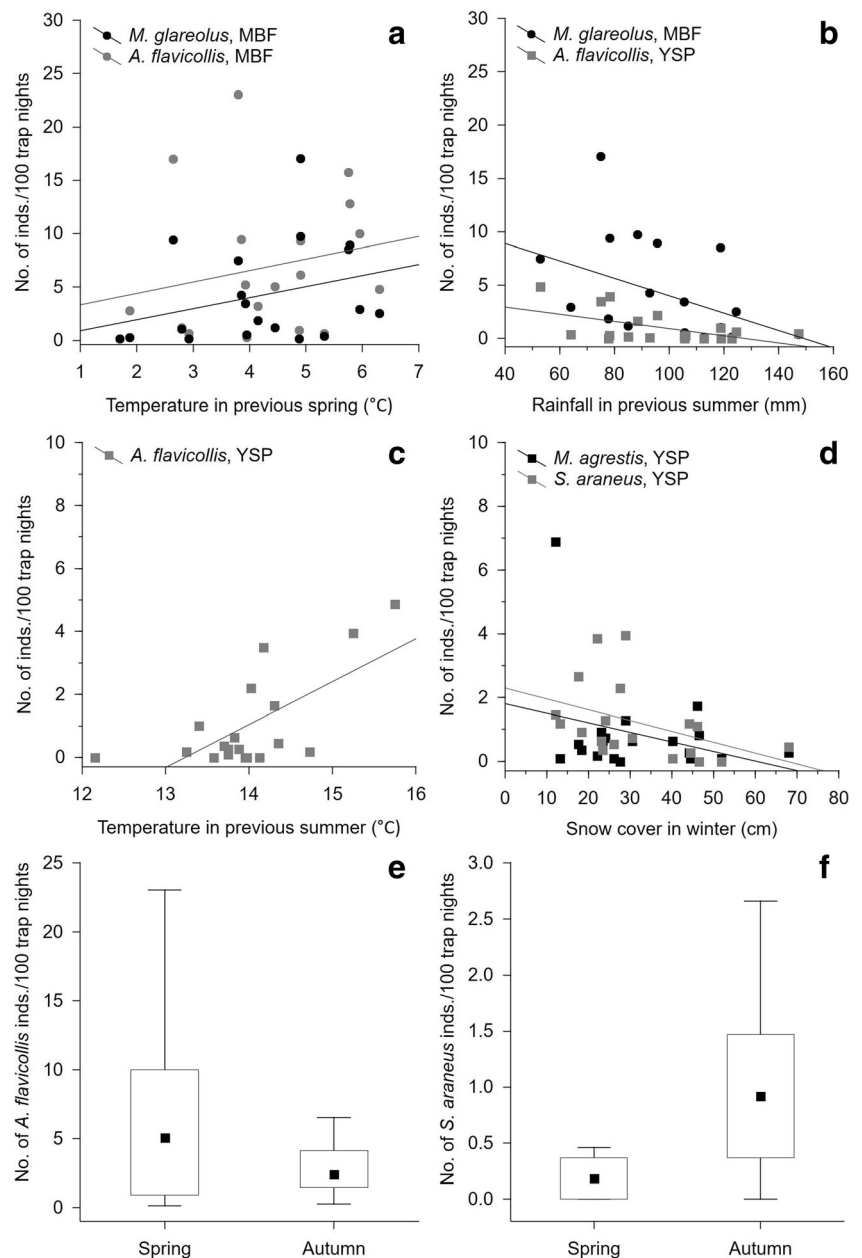 a
M. glareolus, MBF
A. flavicollis, MBF
No. of inds./100 trap nights
30
25
20
15
10
5
0
1 2 3 4 5 6 7
Temperature in previous spring (°C)
b
M. glareolus, MBF
A. flavicollis, YSP
No. of inds./100 trap nights
30
25
20
15
10
5
0
40 60 80 100 120 140 160
Rainfall in previous summer (mm)
c
A. flavicollis, YSP
No. of inds./100 trap nights
10
8
6
4
2
0
12 13 14 15 16
Temperature in previous summer (°C)
d
M. agrestis, YSP
S. araneus, YSP
No. of inds./100 trap nights
10
8
6
4
2
0
0 10 20 30 40 50 60 70 80
Snow cover in winter (cm)
e
No. of A. flavicollis inds./100 trap nights
25
20
15
10
5
0
Spring Autumn
f
No. of S. araneus inds./100 trap nights
3.0
2.5
2.0
1.5
1.0
0.5
0.0
Spring Autumn